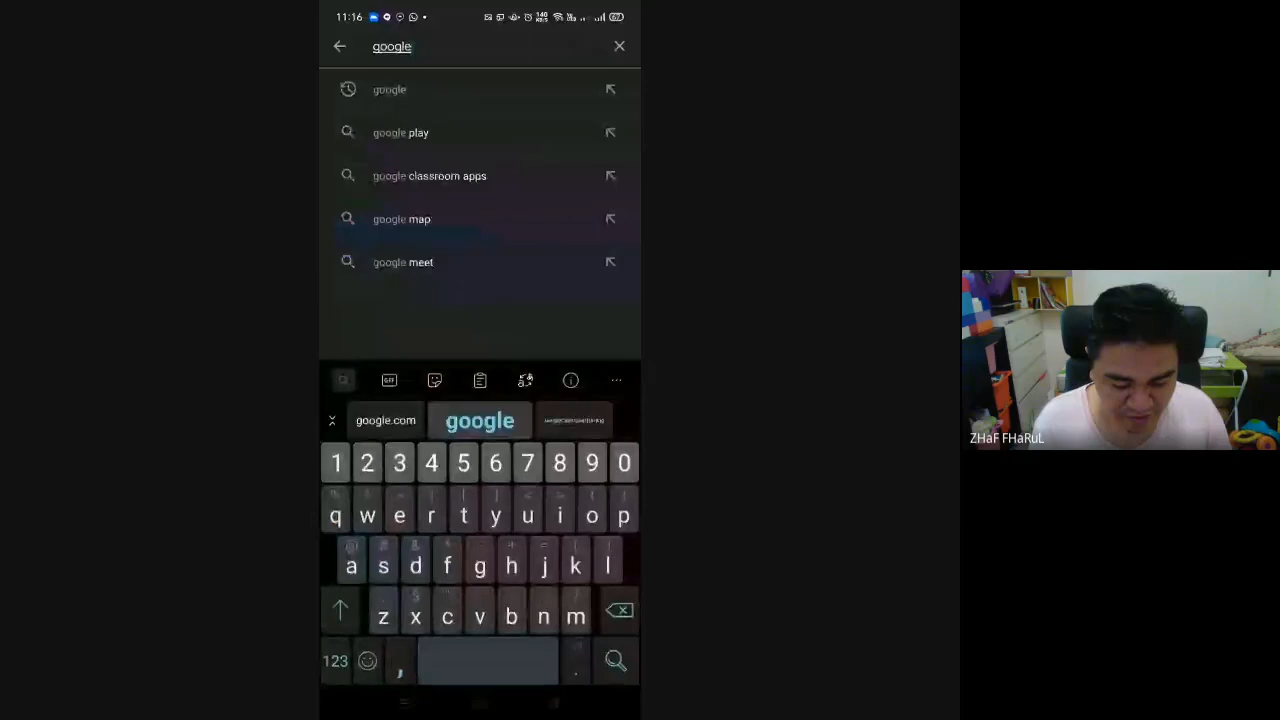 11:16
google
google
google play
google classroom apps
google map
google meet
GIF
google.com google
1 2 3 4 5 6 7 8 9 0
q w e r t y u i o p
a s d f g h j k l
z x c v b n m
123 , .
ZHaF FHaRuL